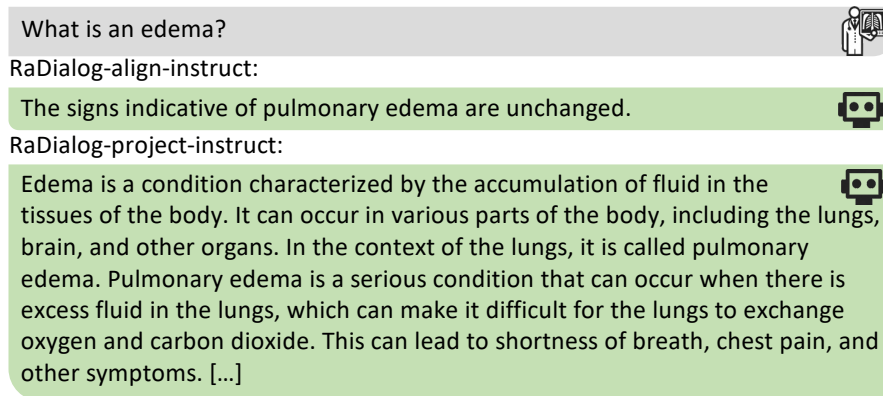 What is an edema?
RaDialog-align-instruct:
The signs indicative of pulmonary edema are unchanged.
RaDialog-project-instruct:
Edema is a condition characterized by the accumulation of fluid in the
tissues of the body. It can occur in various parts of the body, including the lungs,
brain, and other organs. In the context of the lungs, it is called pulmonary
edema. Pulmonary edema is a serious condition that can occur when there is
excess fluid in the lungs, which can make it difficult for the lungs to exchange
oxygen and carbon dioxide. This can lead to shortness of breath, chest pain, and
other symptoms. […]